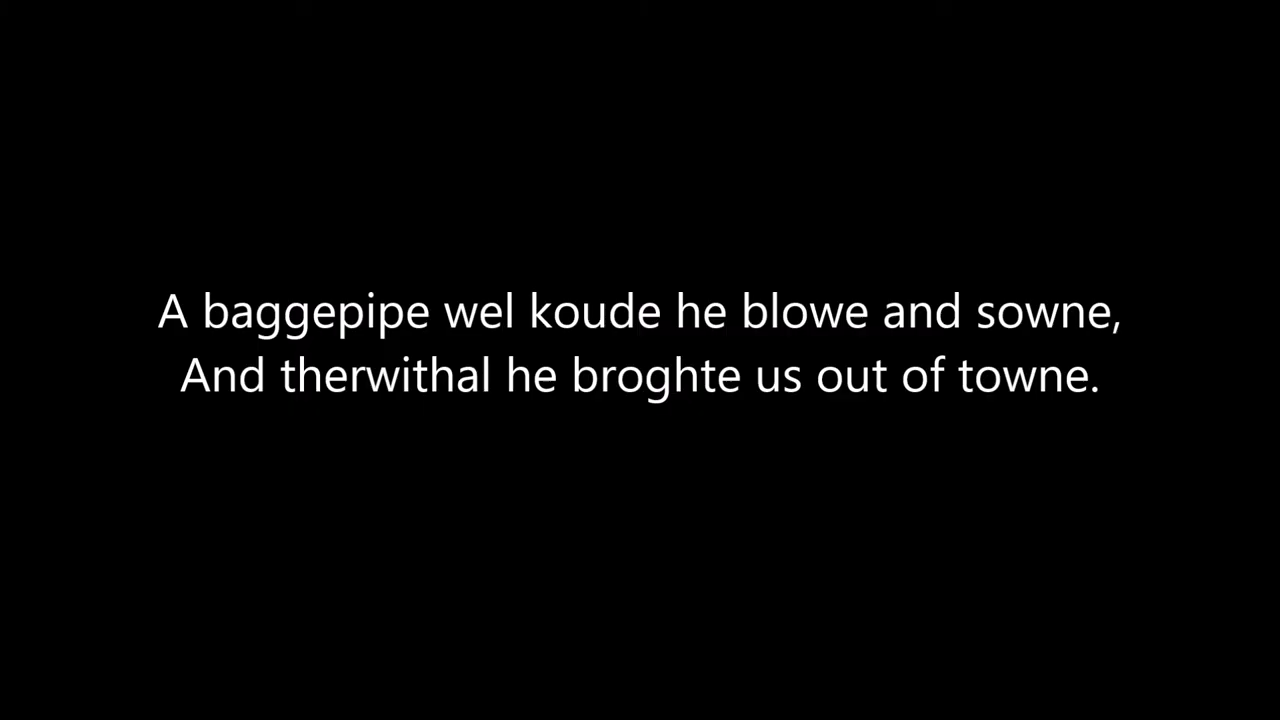 A baggepipe wel koude he blowe and sowne,
And therwithal he broghte us out of towne.